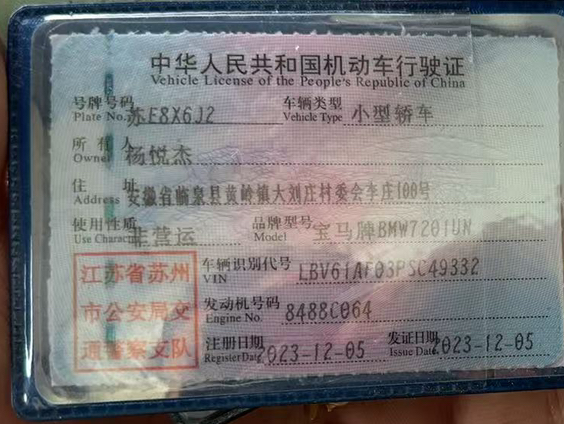 中华人民共和国机动车行驶证
Vehicle License of the People's Republic of China
号牌号码 Plate No. 苏E8X6J2 车辆类型 Vehicle Type 小型轿车
所有人 Owner 杨悦杰
住址 Address 安徽省临泉县黄岭镇大刘庄村委会李庄108号
使用性质 Use Character 非营运 品牌型号 Model 宝马牌BMW7201UN
江苏省苏州
市公安局交
通警察支队
车辆识别代号 VIN LBV61AF03PSC49332
发动机号码 Engine No. 8488C064
注册日期 Register Date 2023-12-05 发证日期 Issue Date 2023-12-05